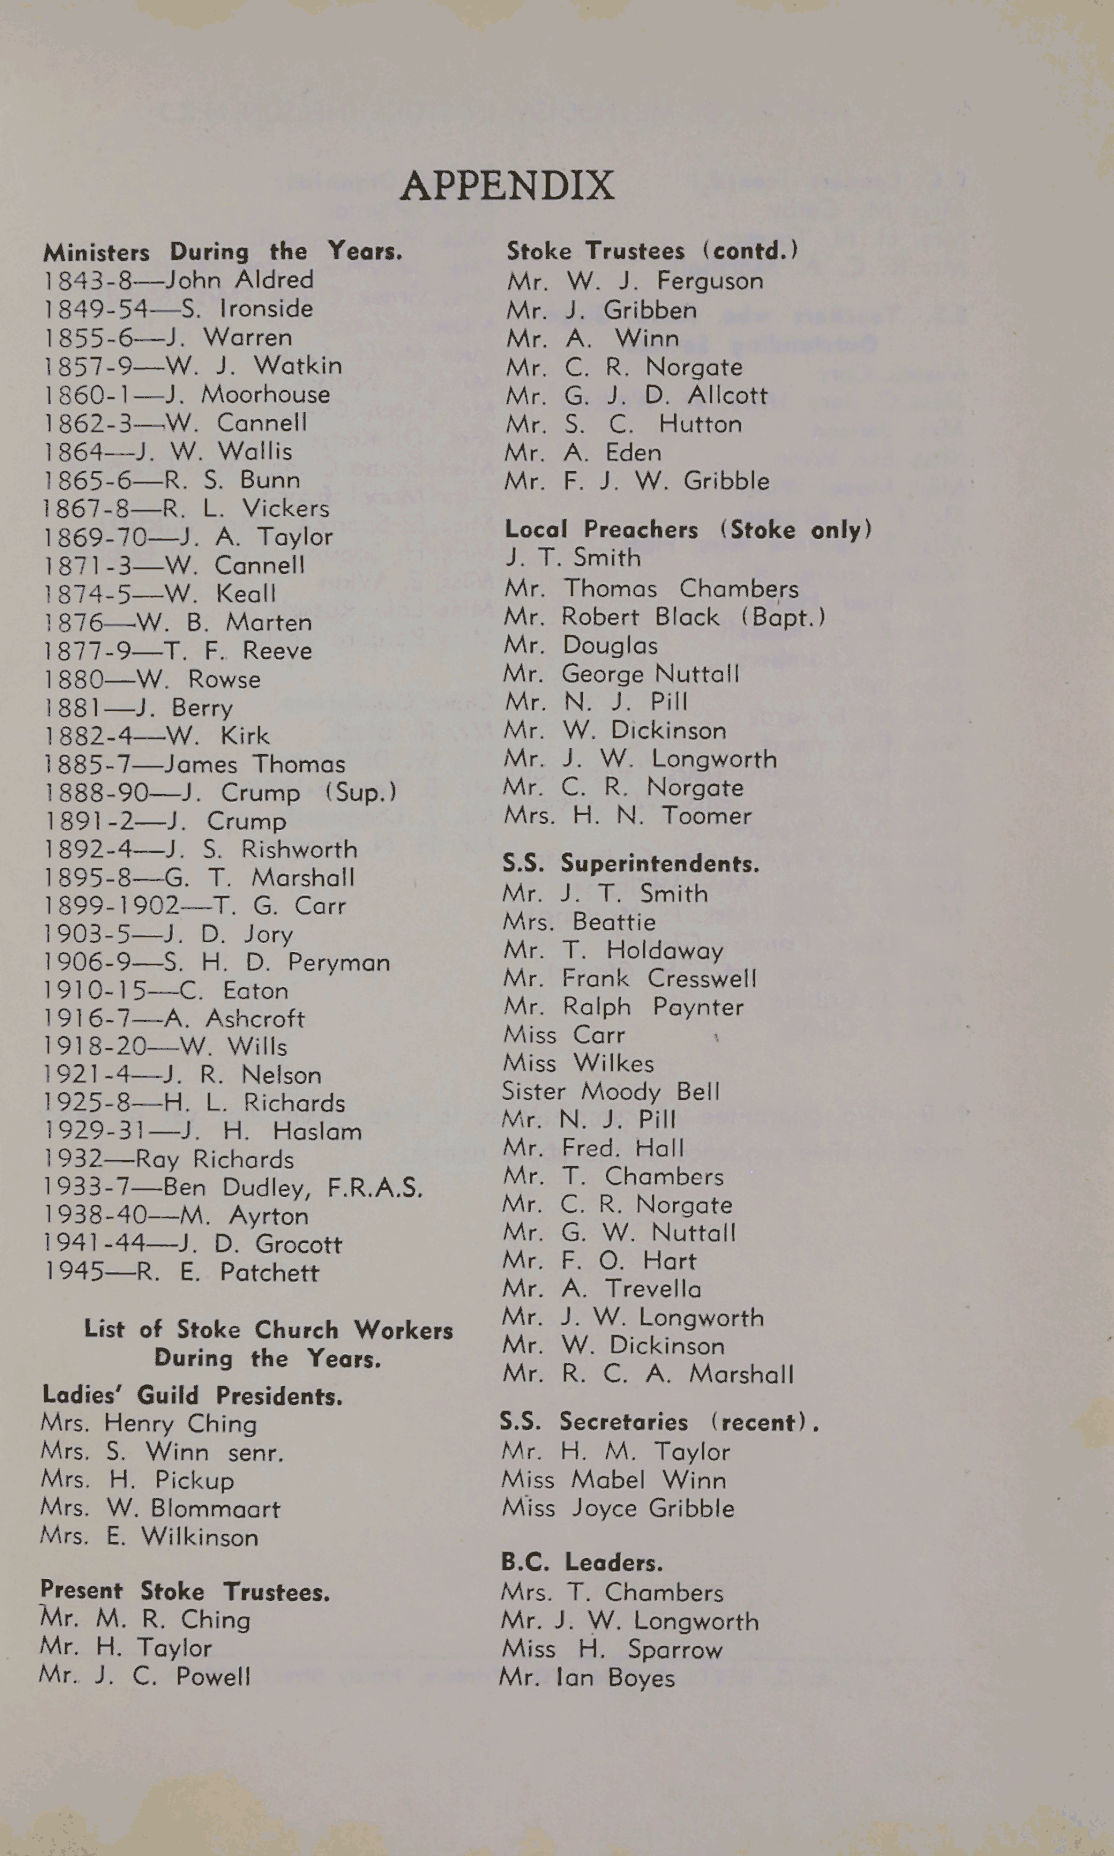 APPENDIX
Ministers During the Years.
1843-8—John Aldred
1849-54—S. Ironside
1855-6—J. Warren
1857-9—W. J. Watkin
1860-1—J. Moorhouse
1862-3—W. Cannell
1864—J. W. Wallis
1865-6—R. S. Bunn
1867-8—R. L. Vickers
1869-70—J. A. Taylor
1871-3—W. Cannell
1874-5—W. Keall
1876—W. B. Marten
1877-9—T. F. Reeve
1880—W. Rowse
1881—J. Berry
1882-4—W. Kirk
1885-7—James Thomas
1888-90—J. Crump (Sup.)
1891-2—J. Crump
1892-4—J. S. Rishworth
1895-8—G. T. Marshall
1899-1902—T. G. Carr
1903-5—J. D. Jory
1906-9—S. H. D. Peryman
1910-15—C. Eaton
1916-7—A. Ashcroft
1918-20—W. Wills
1921-4—J. R. Nelson
1925-8—H. L. Richards
1929-31—J. H. Haslam
1932—Ray Richards
1933-7—Ben Dudley, F.R.A.S.
1938-40—M. Ayrton
1941-44—J. D. Grocott
1945—R. E. Patchett
List of Stoke Church Workers
During the Years.
Ladies' Guild Presidents.
Mrs. Henry Ching
Mrs. S. Winn senr.
Mrs. H. Pickup
Mrs. W. Blommaart
Mrs. E. Wilkinson
Present Stoke Trustees.
Mr. M. R. Ching
Mr. H. Taylor
Mr. J. C. Powell
Stoke Trustees (contd.)
Mr. W. J. Ferguson
Mr. J. Gribben
Mr. A. Winn
Mr. C. R. Norgate
Mr. G. J. D. Allcott
Mr. S. C. Hutton
Mr. A. Eden
Mr. F. J. W. Gribble
Local Preachers (Stoke only)
J. T. Smith
Mr. Thomas Chambers
Mr. Robert Black (Bapt.)
Mr. Douglas
Mr. George Nuttall
Mr. N. J. Pill
Mr. W. Dickinson
Mr. J. W. Longworth
Mr. C. R. Norgate
Mrs. H. N. Toomer
S.S. Superintendents.
Mr. J. T. Smith
Mrs. Beattie
Mr. T. Holdaway
Mr. Frank Cresswell
Mr. Ralph Paynter
Miss Carr
Miss Wilkes
Sister Moody Bell
Mr. N. J. Pill
Mr. Fred. Hall
Mr. T. Chambers
Mr. C. R. Norgate
Mr. G. W. Nuttall
Mr. F. O. Hart
Mr. A. Trevella
Mr. J. W. Longworth
Mr. W. Dickinson
Mr. R. C. A. Marshall
S.S. Secretaries (recent).
Mr. H. M. Taylor
Miss Mabel Winn
Miss Joyce Gribble
B.C. Leaders.
Mrs. T. Chambers
Mr. J. W. Longworth
Miss H. Sparrow
Mr. Ian Boyes